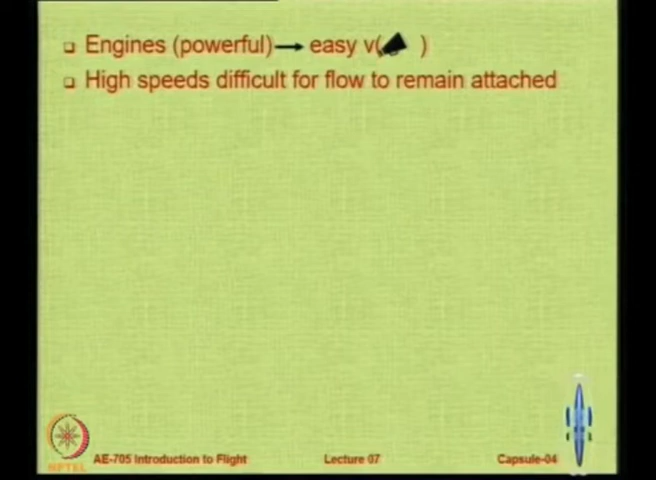 Engines (powerful) → easy v( )
High speeds difficult for flow to remain attached
NPTEL
AE-705 Introduction to Flight
Lecture 07
Capsule-04